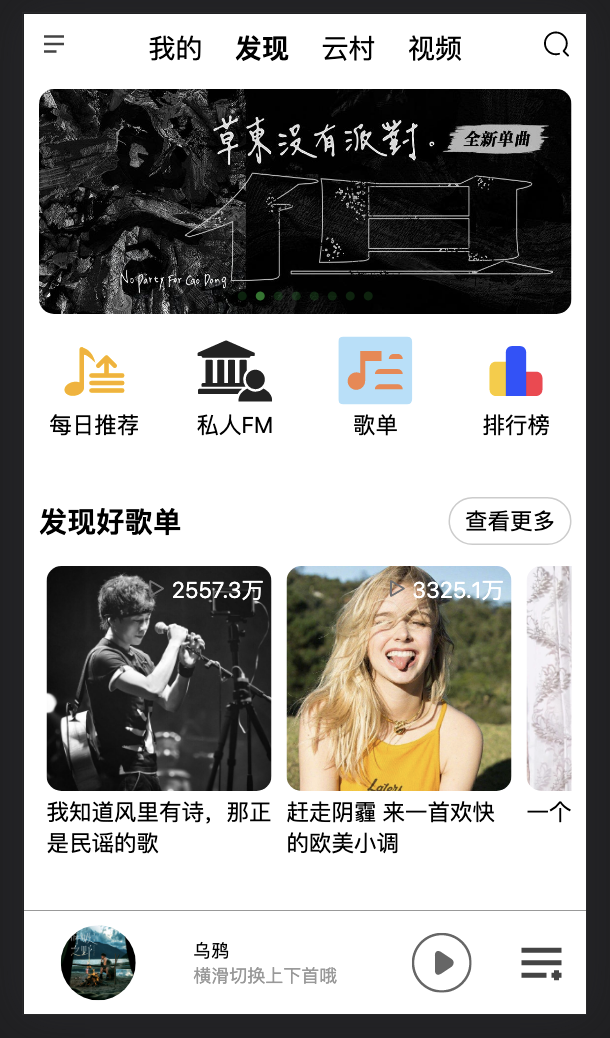 我的 发现 云村 视频
草東没有派對。 全新单曲
No Party For Cao Dong
每日推荐 私人FM 歌单 排行榜
发现好歌单 查看更多
2557.3万 3325.1万
Laters
我知道风里有诗，那正
是民谣的歌
赶走阴霾 来一首欢快
的欧美小调
一个
乌鸦
横滑切换上下首哦